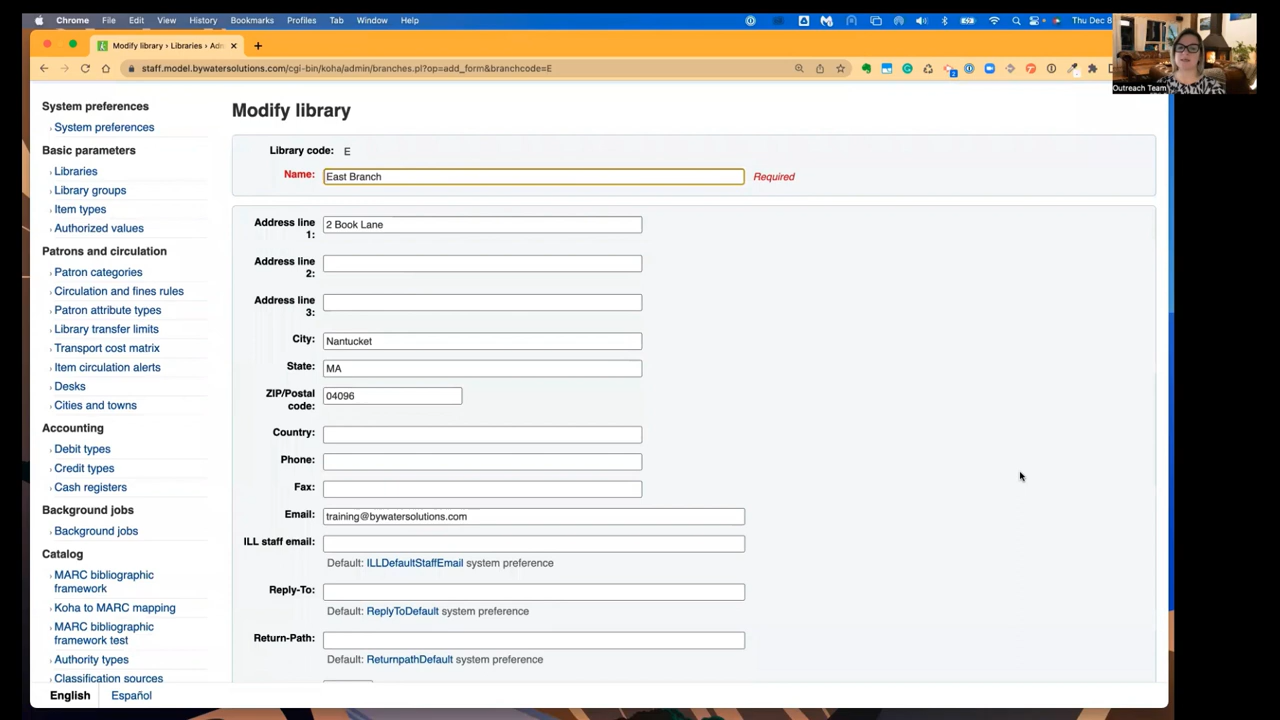 Chrome File Edit View History Bookmarks Profiles Tab Window Help Thu Dec 8
Modify library › Libraries › Adm
staff.model.bywatersolutions.com/cgi-bin/koha/admin/branches.pl?op=add_form&branchcode=E
Outreach Team
System preferences
System preferences
Basic parameters
Libraries
Library groups
Item types
Authorized values
Patrons and circulation
Patron categories
Circulation and fines rules
Patron attribute types
Library transfer limits
Transport cost matrix
Item circulation alerts
Desks
Cities and towns
Accounting
Debit types
Credit types
Cash registers
Background jobs
Background jobs
Catalog
MARC bibliographic
framework
Koha to MARC mapping
MARC bibliographic
framework test
Authority types
Classification sources
English Español
Modify library
Library code: E
Name: East Branch Required
Address line
1: 2 Book Lane
Address line
2:
Address line
3:
City: Nantucket
State: MA
ZIP/Postal
code: 04096
Country:
Phone:
Fax:
Email: training@bywatersolutions.com
ILL staff email:
Default: ILLDefaultStaffEmail system preference
Reply-To:
Default: ReplyToDefault system preference
Return-Path:
Default: ReturnpathDefault system preference